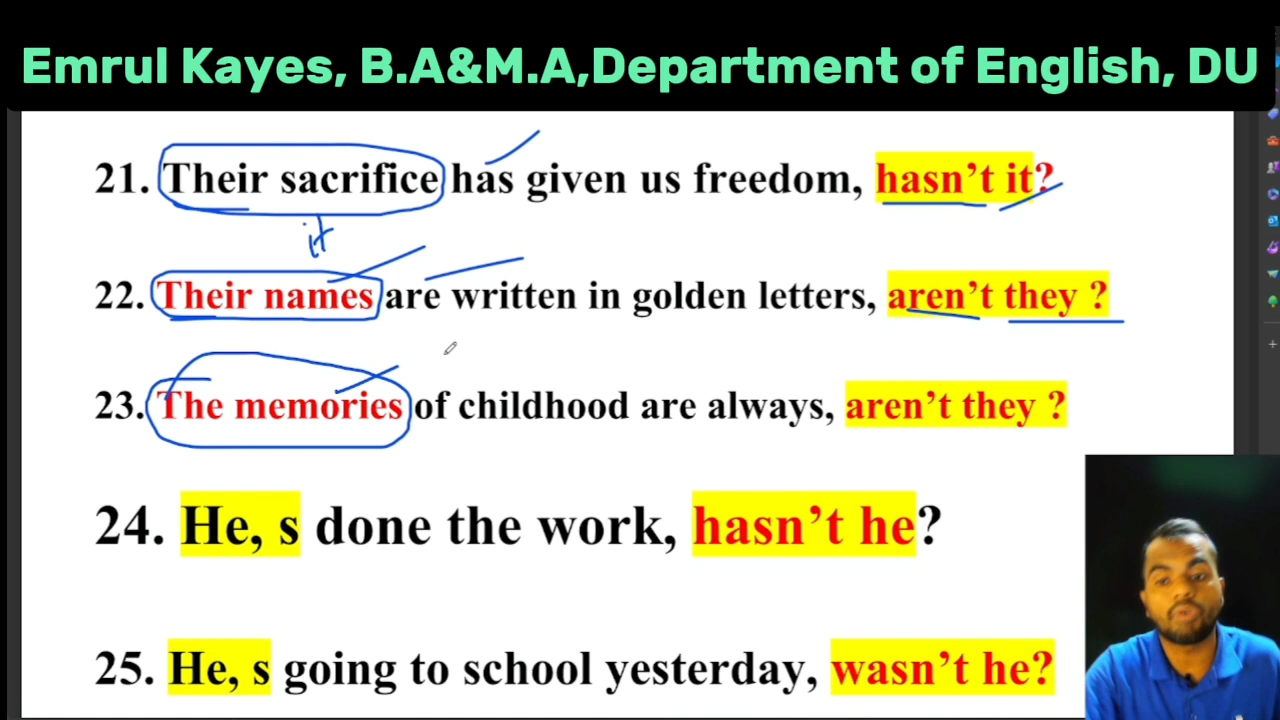 Emrul Kayes, B.A&M.A,Department of English, DU
21. Their sacrifice has given us freedom, hasn't it?
it
22. Their names are written in golden letters, aren't they ?
23. The memories of childhood are always, aren't they ?
24. He, s done the work, hasn't he?
25. He, s going to school yesterday, wasn't he?